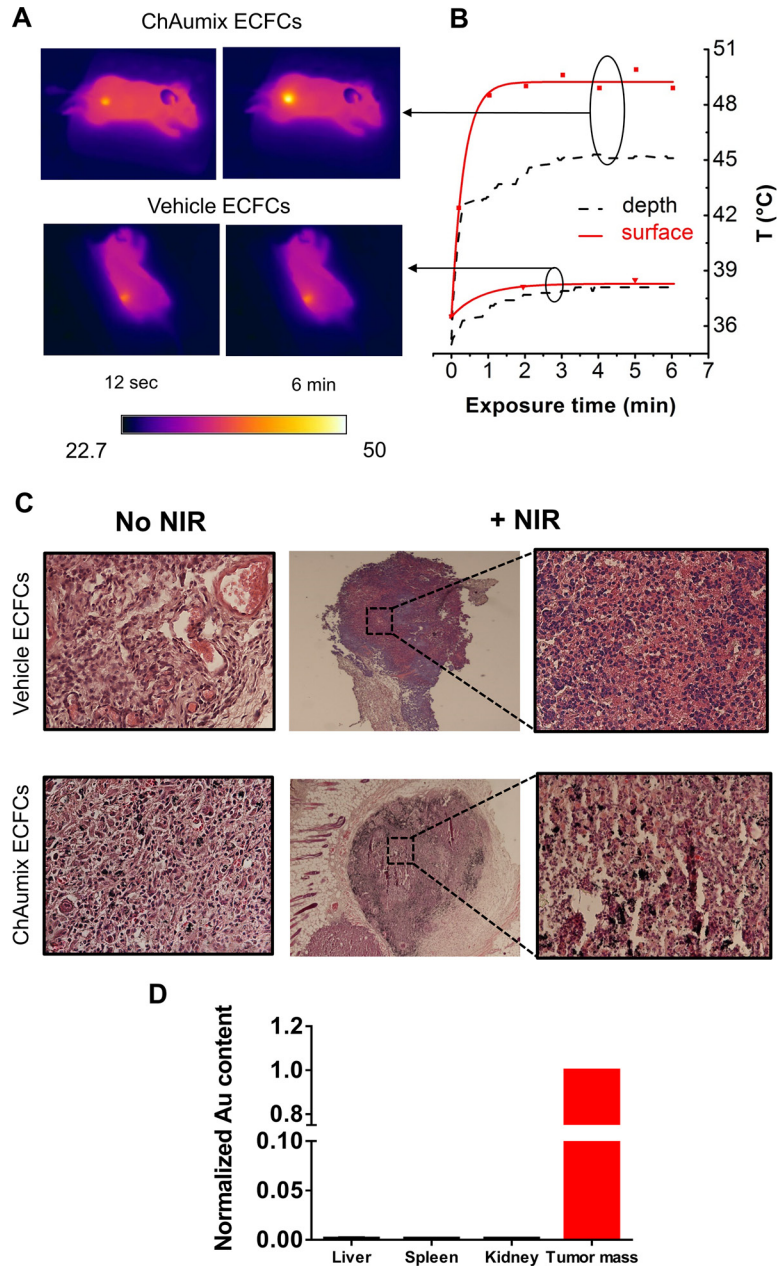 A
ChAumix ECFCs
Vehicle ECFCs
12 sec
6 min
22.7
50
B
51
48
45
42
39
36
T (°C)
depth
surface
0 1 2 3 4 5 6 7
Exposure time (min)
C
No NIR
+ NIR
Vehicle ECFCs
ChAumix ECFCs
D
Normalized Au content
1.2
1.0
0.8
0.10
0.05
0.00
Liver Spleen Kidney Tumor mass